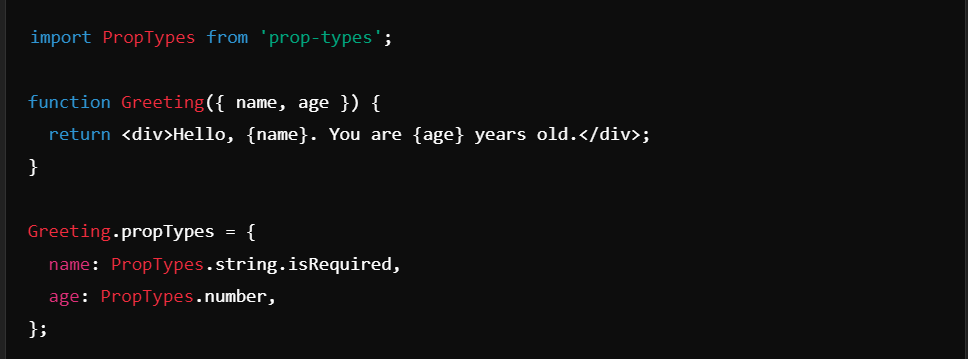 import PropTypes from 'prop-types';
function Greeting({ name, age }) {
  return <div>Hello, {name}. You are {age} years old.</div>;
}
Greeting.propTypes = {
  name: PropTypes.string.isRequired,
  age: PropTypes.number,
};